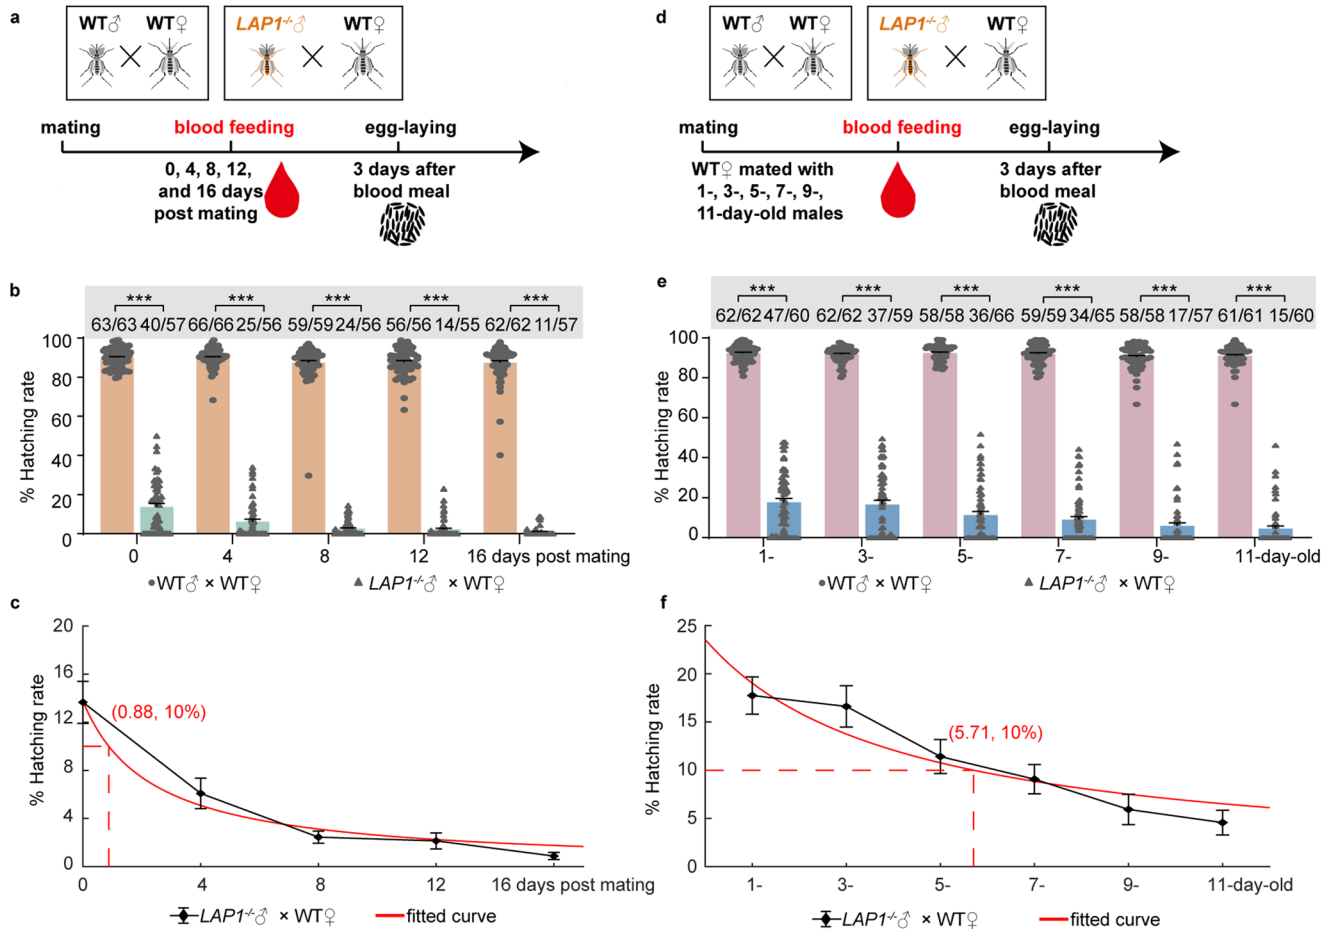 a
WT♂ WT♀
LAP1-/-♂ WT♀
mating
blood feeding
egg-laying
0, 4, 8, 12,
and 16 days
post mating
3 days after
blood meal
d
WT♂ WT♀
LAP1-/-♂ WT♀
mating
blood feeding
egg-laying
WT♀ mated with
1-, 3-, 5-, 7-, 9-,
11-day-old males
3 days after
blood meal
b
*** *** *** *** ***
63/63 40/57 66/66 25/56 59/59 24/56 56/56 14/55 62/62 11/57
% Hatching rate
100
80
60
40
20
0
0 4 8 12 16 days post mating
WT♂ × WT♀ LAP1-/-♂ × WT♀
e
*** *** *** *** *** ***
62/62 47/60 62/62 37/59 58/58 36/66 59/59 34/65 58/58 17/57 61/61 15/60
% Hatching rate
100
80
60
40
20
0
1- 3- 5- 7- 9- 11-day-old
WT♂ × WT♀ LAP1-/-♂ × WT♀
c
% Hatching rate
20
16
12
8
4
0
(0.88, 10%)
0 4 8 12 16 days post mating
LAP1-/-♂ × WT♀ fitted curve
f
% Hatching rate
25
20
15
10
5
0
(5.71, 10%)
1- 3- 5- 7- 9- 11-day-old
LAP1-/-♂ × WT♀ fitted curve